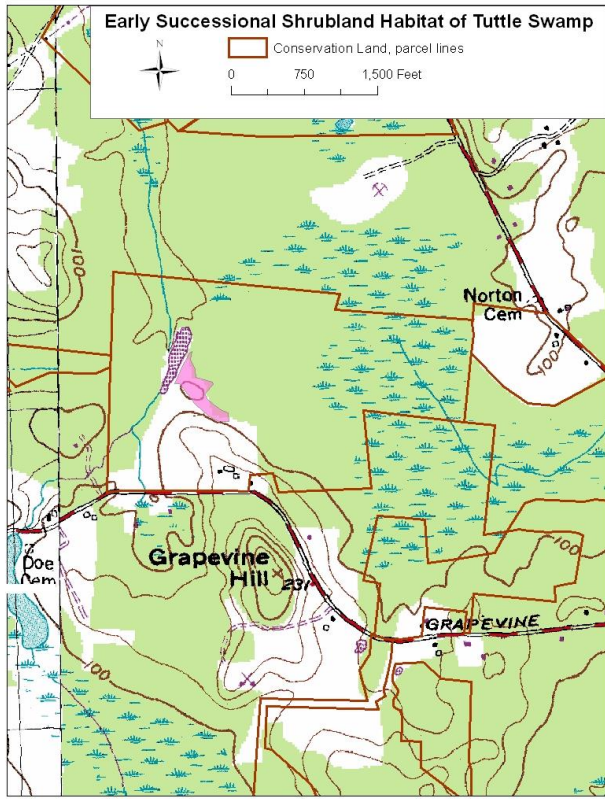 Early Successional Shrubland Habitat of Tuttle Swamp
N
Conservation Land, parcel lines
0 750 1,500 Feet
100
Norton
Cem
100
Grapevine
Hill
231
Doe
Cem
100
GRAPEVINE
100